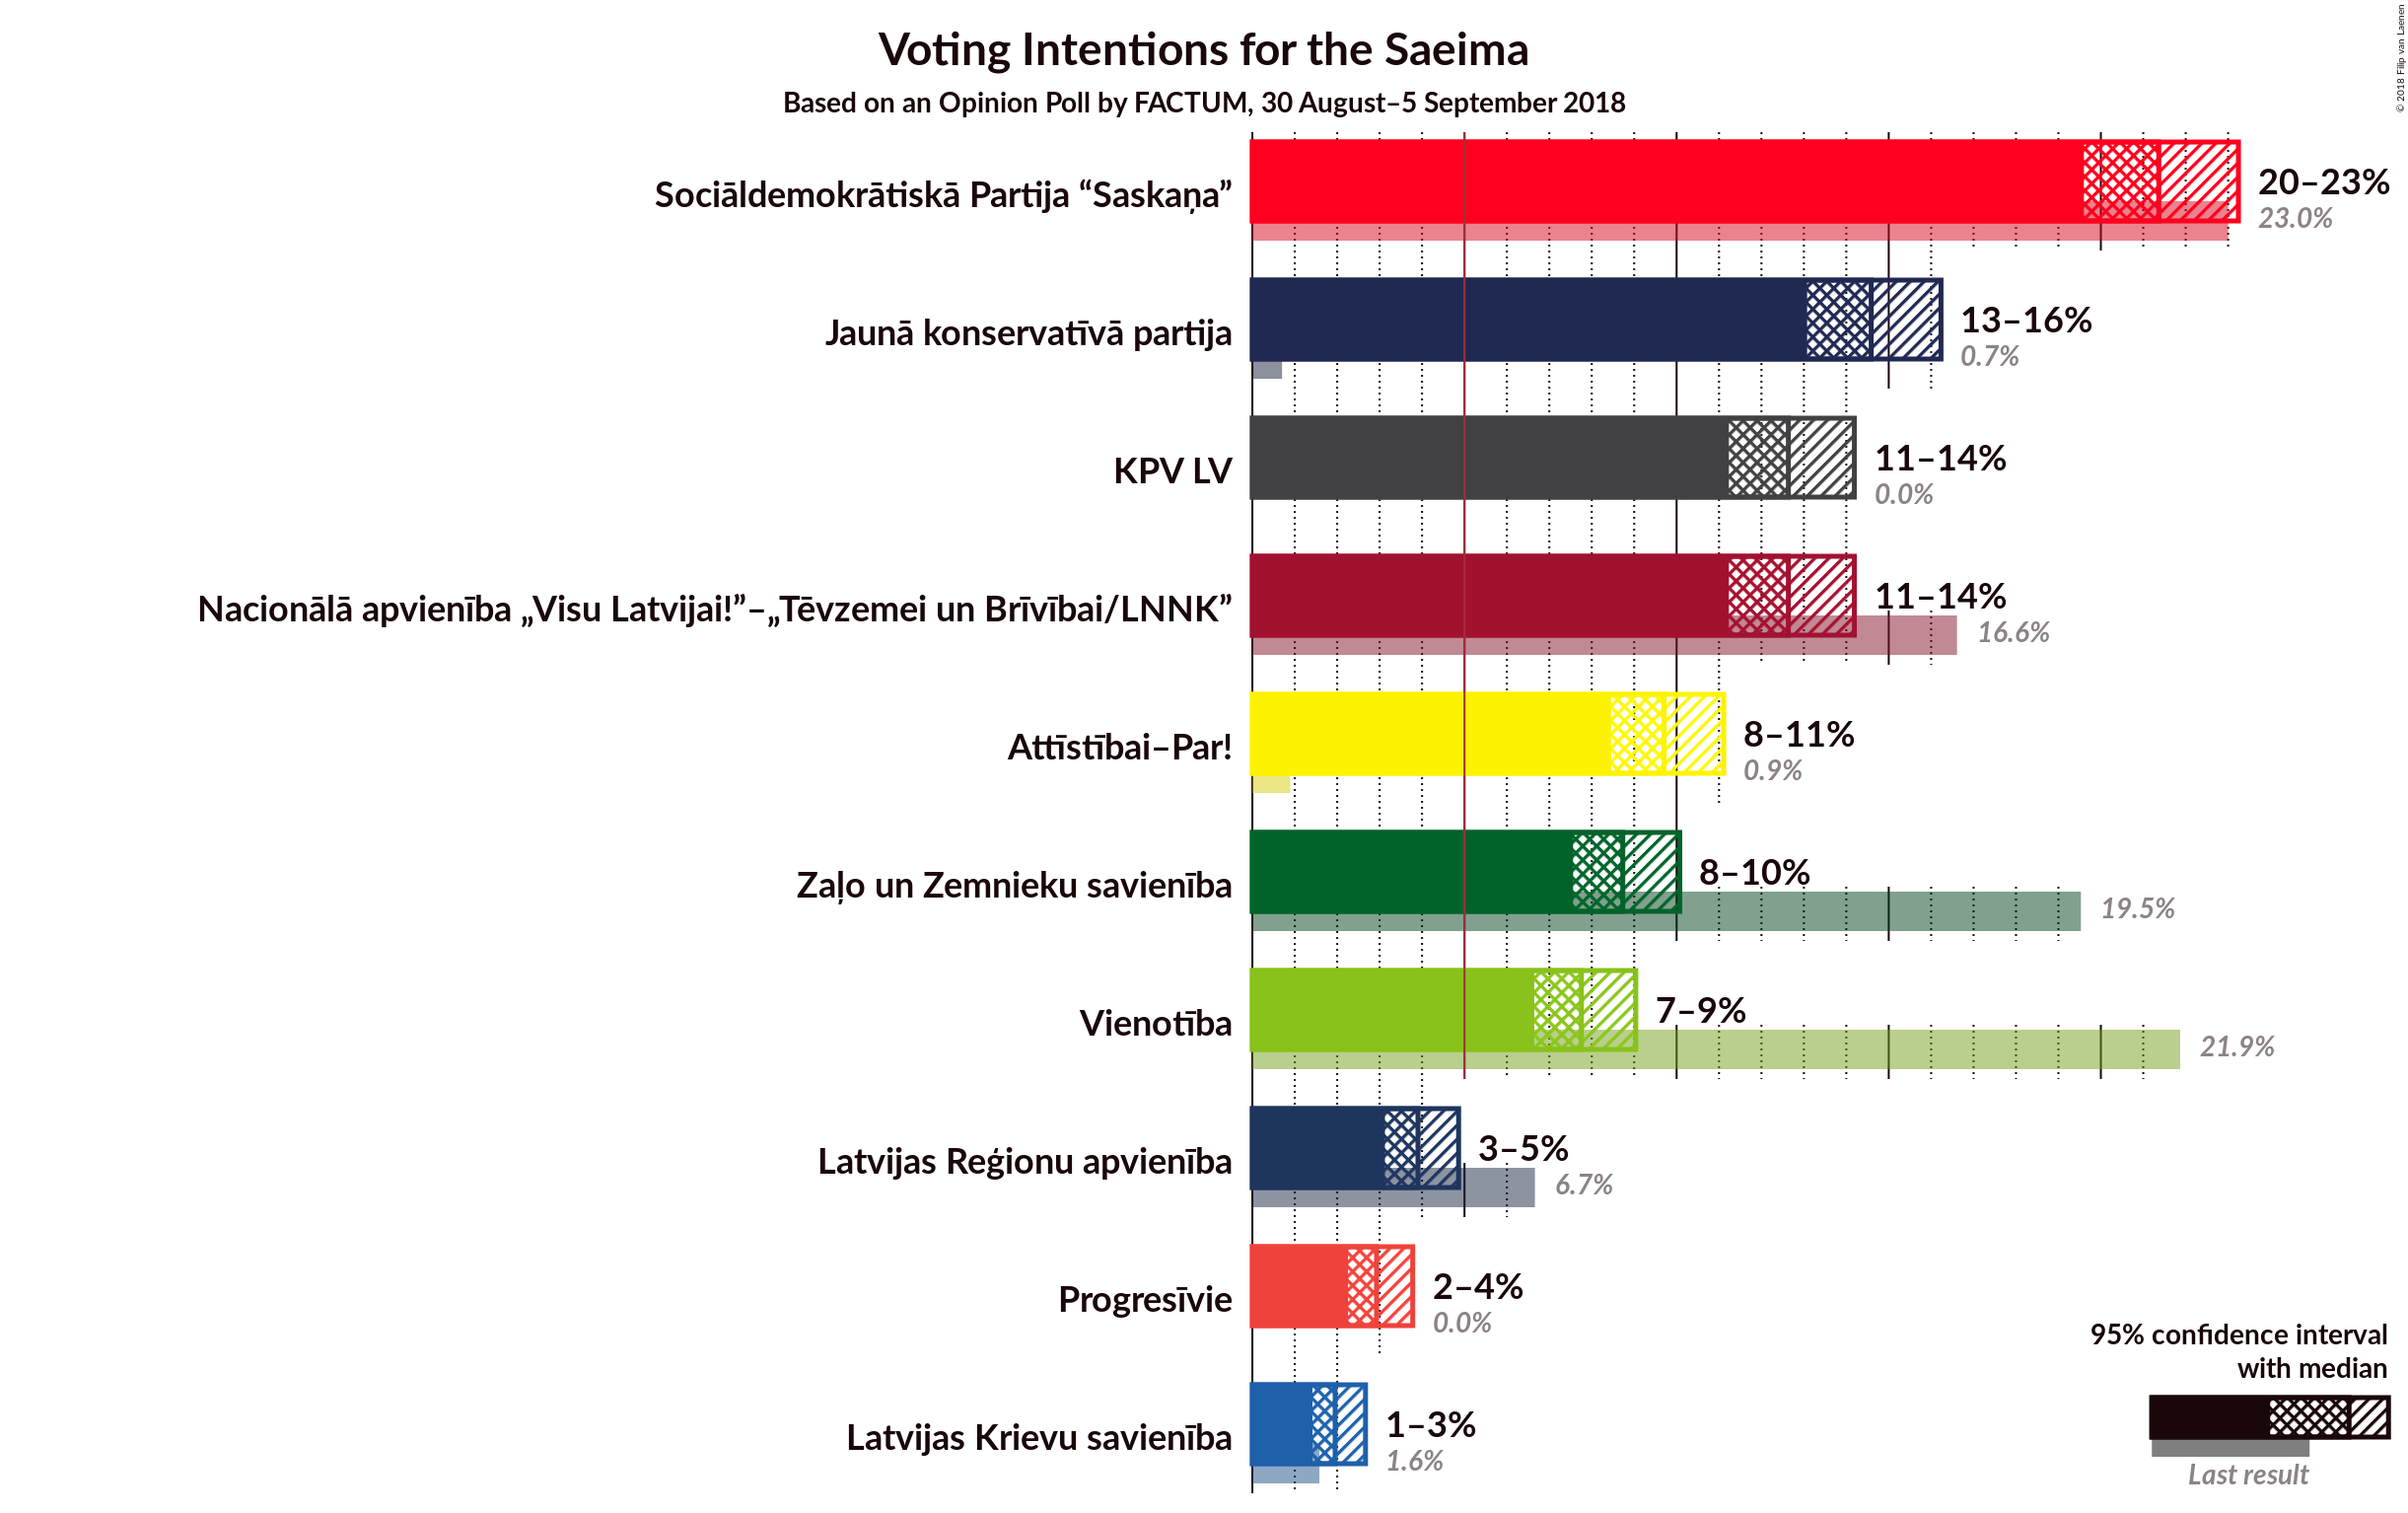 Voting Intentions for the Saeima
Based on an Opinion Poll by FACTUM, 30 August–5 September 2018
© 2018 Filip van Laenen
Sociāldemokrātiskā Partija “Saskaņa”
20–23%
23.0%
Jaunā konservatīvā partija
13–16%
0.7%
KPV LV
11–14%
0.0%
Nacionālā apvienība „Visu Latvijai!”–„Tēvzemei un Brīvībai/LNNK”
11–14%
16.6%
Attīstībai–Par!
8–11%
0.9%
Zaļo un Zemnieku savienība
8–10%
19.5%
Vienotība
7–9%
21.9%
Latvijas Reģionu apvienība
3–5%
6.7%
Progresīvie
2–4%
0.0%
Latvijas Krievu savienība
1–3%
1.6%
95% confidence interval
with median
Last result